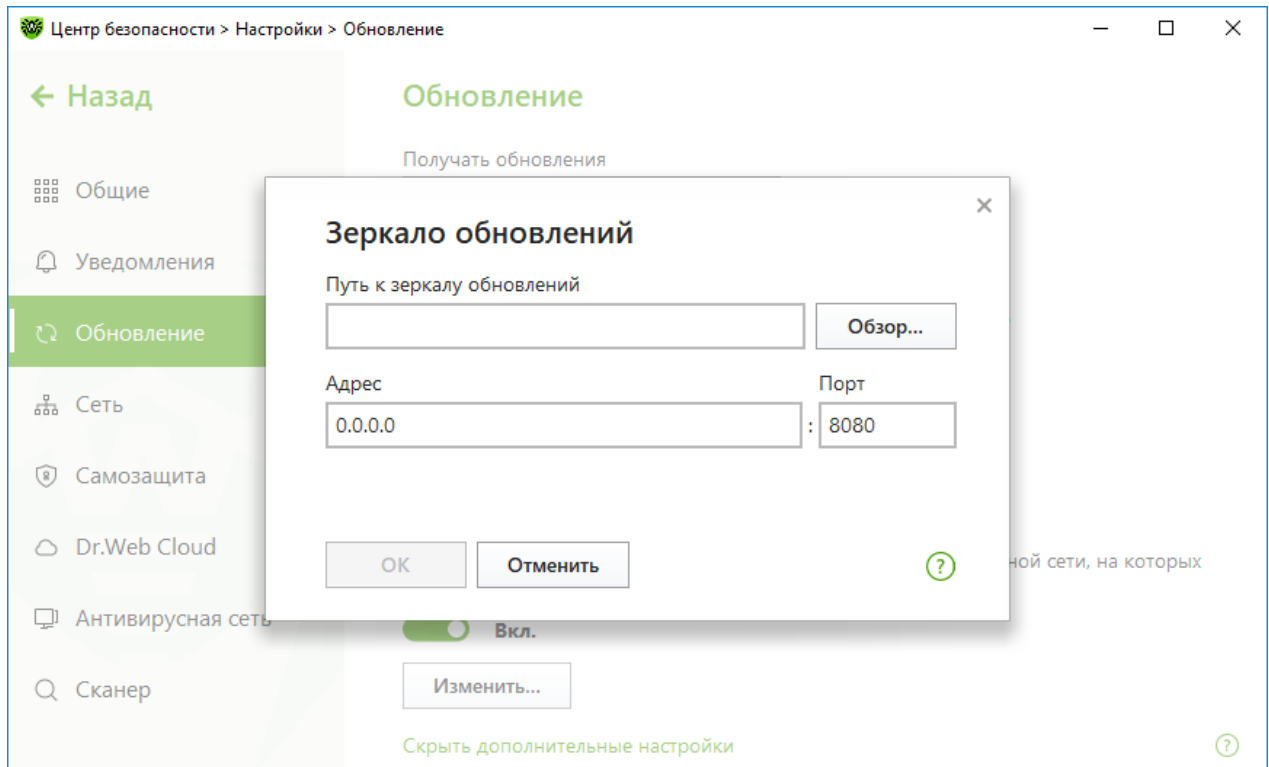 Центр безопасности > Настройки > Обновление
Назад
Обновление
Получать обновления
Общие
Уведомления
Обновление
Сеть
Самозащита
Dr.Web Cloud
Антивирусная сеть
Сканер
Зеркало обновлений
Путь к зеркалу обновлений
Обзор...
Адрес
Порт
0.0.0.0 : 8080
ОК
Отменить
?
ной сети, на которых
Вкл.
Изменить...
Скрыть дополнительные настройки
?